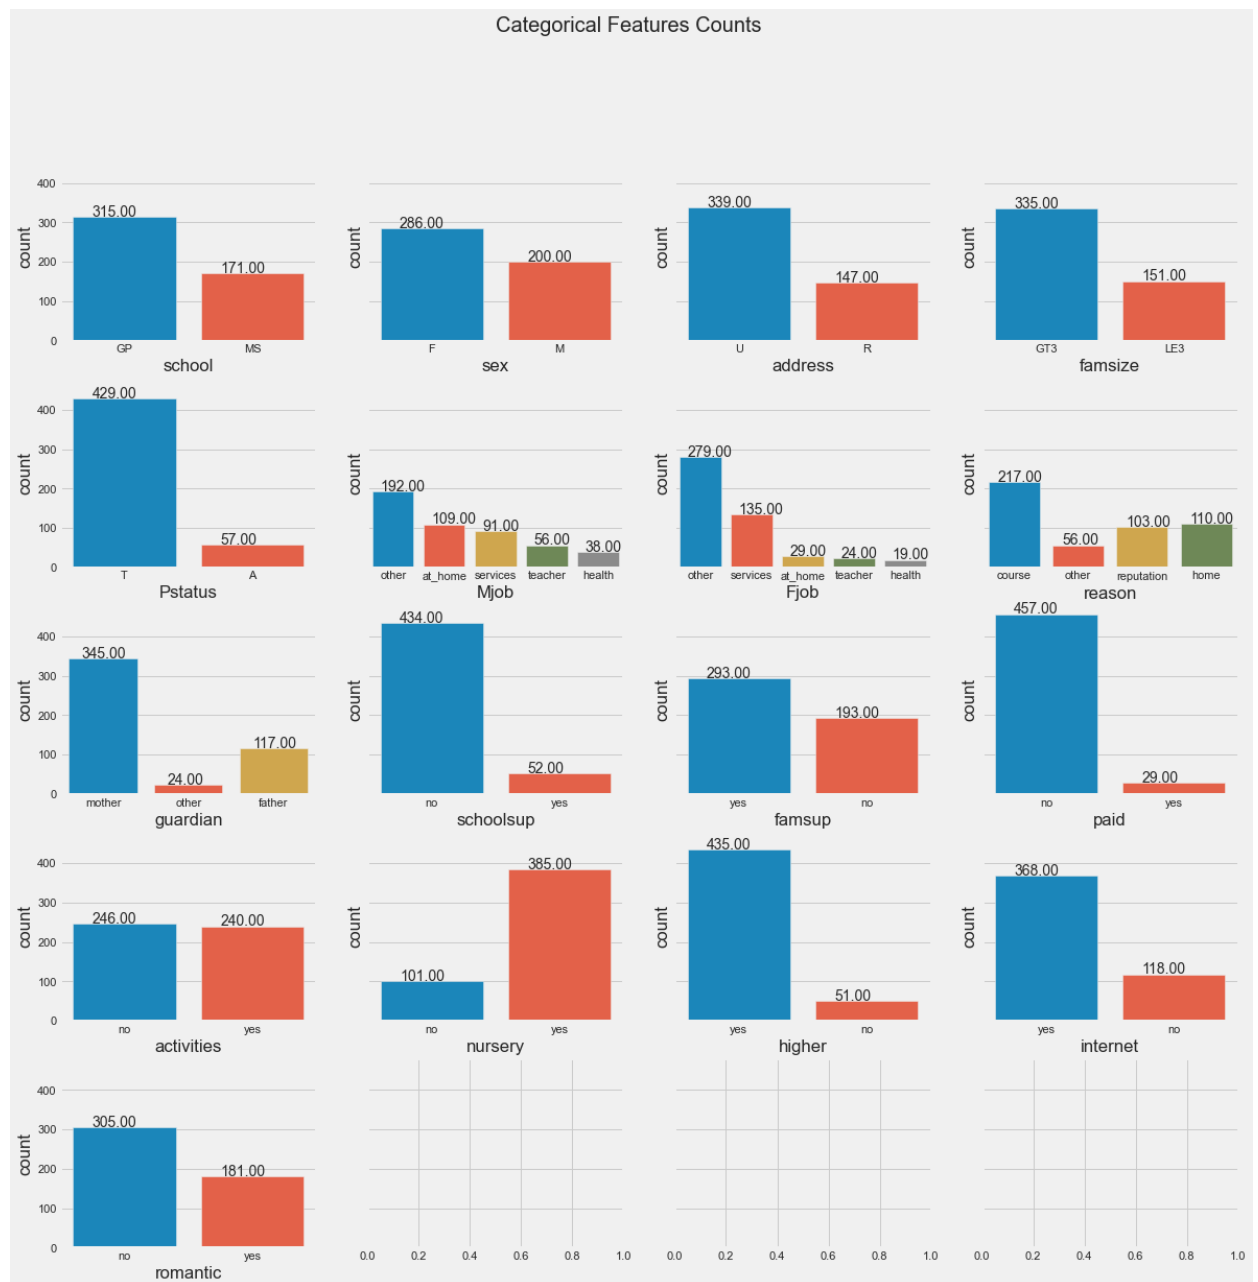 Categorical Features Counts
400
300
200
100
0
count
315.00
171.00
GP
MS
school
count
286.00
200.00
F
M
sex
count
339.00
147.00
U
R
address
count
335.00
151.00
GT3
LE3
famsize
400
300
200
100
0
count
429.00
57.00
T
A
Pstatus
count
192.00
109.00
91.00
56.00
38.00
other
at_home
services
teacher
health
Mjob
count
279.00
135.00
29.00
24.00
19.00
other
services
at_home
teacher
health
Fjob
count
217.00
56.00
103.00
110.00
course
other
reputation
home
reason
400
300
200
100
0
count
345.00
24.00
117.00
mother
other
father
guardian
count
434.00
52.00
no
yes
schoolsup
count
293.00
193.00
yes
no
famsup
count
457.00
29.00
no
yes
paid
400
300
200
100
0
count
246.00
240.00
no
yes
activities
count
101.00
385.00
no
yes
nursery
count
435.00
51.00
yes
no
higher
count
368.00
118.00
yes
no
internet
400
300
200
100
0
count
305.00
181.00
no
yes
romantic
0.0 0.2 0.4 0.6 0.8 1.0
0.0 0.2 0.4 0.6 0.8 1.0
0.0 0.2 0.4 0.6 0.8 1.0